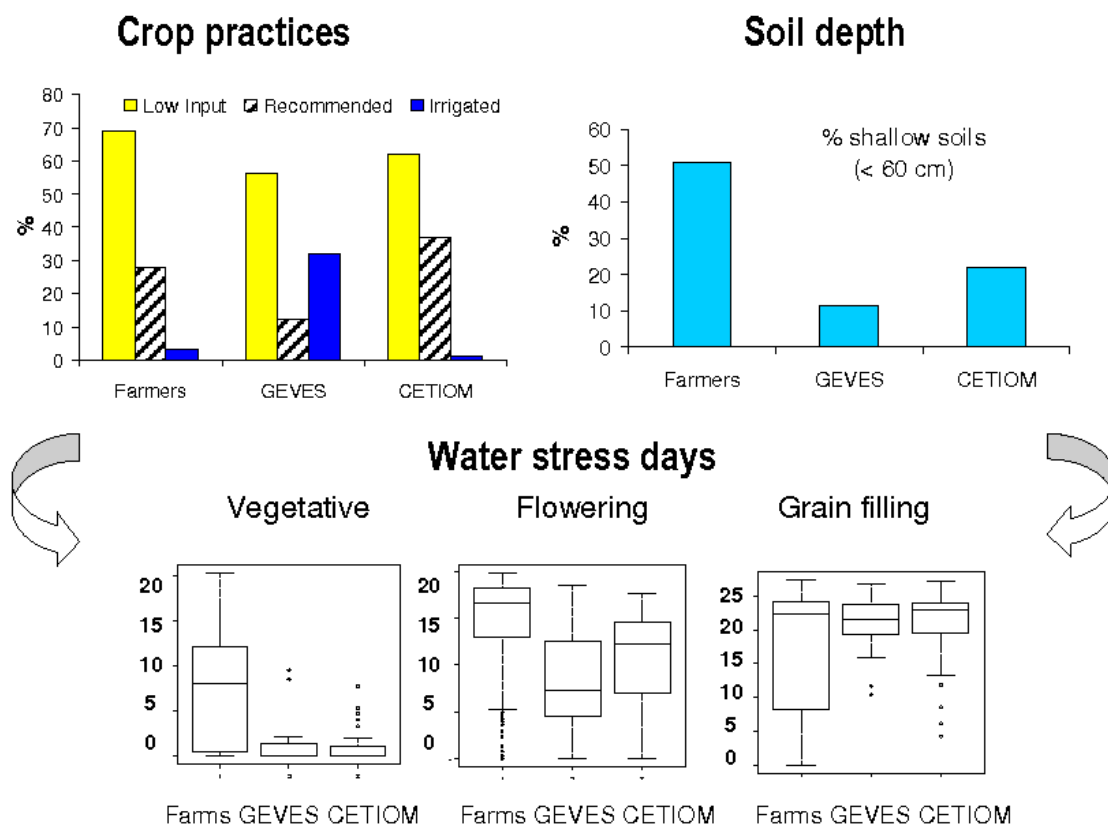 Crop practices
Soil depth
80
70
60
50
40
30
20
10
0
%
Low Input Recommended Irrigated
Farmers GEVES CETIOM
60
50
40
30
20
10
0
%
% shallow soils
(< 60 cm)
Farmers GEVES CETIOM
Water stress days
Vegetative Flowering Grain filling
20
15
10
5
0
20
15
10
5
0
25
20
15
10
5
0
Farms GEVES CETIOM
Farms GEVES CETIOM
Farms GEVES CETIOM